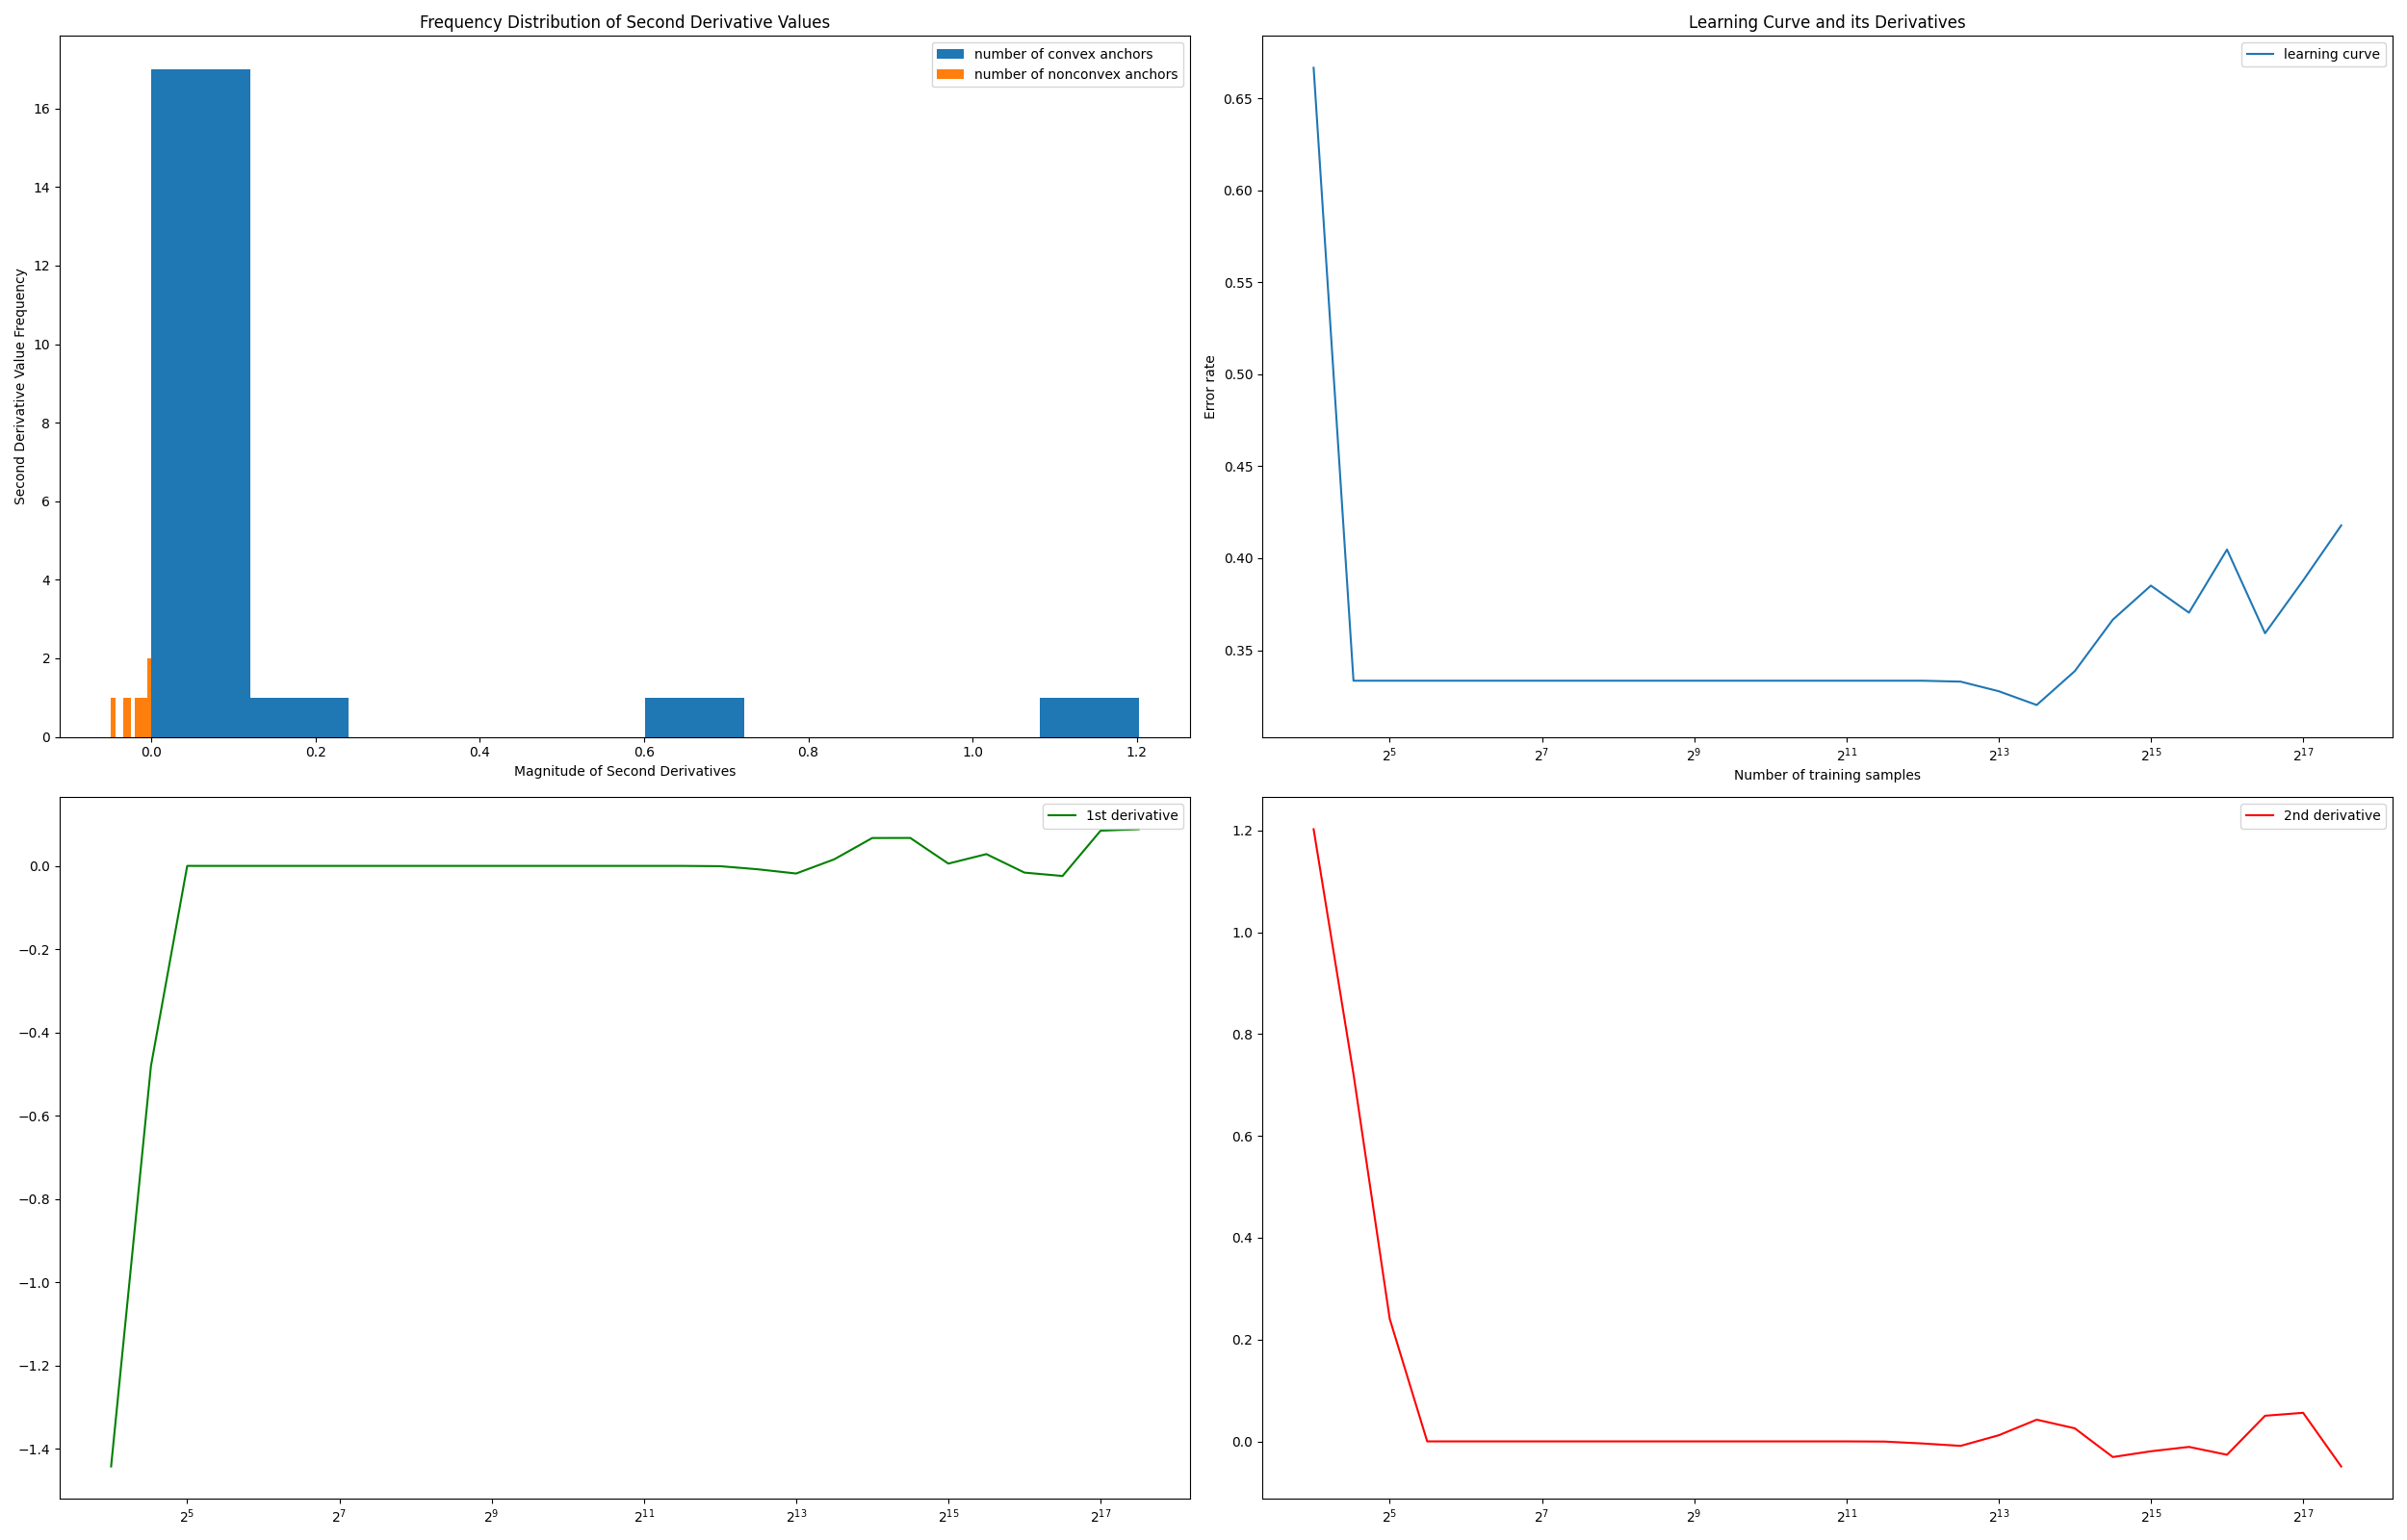 Frequency Distribution of Second Derivative Values
number of convex anchors
number of nonconvex anchors
Second Derivative Value Frequency
16
14
12
10
8
6
4
2
0
0.0 0.2 0.4 0.6 0.8 1.0 1.2
Magnitude of Second Derivatives
Learning Curve and its Derivatives
learning curve
Error rate
0.65
0.60
0.55
0.50
0.45
0.40
0.35
2^5 2^7 2^9 2^11 2^13 2^15 2^17
Number of training samples
1st derivative
0.0
−0.2
−0.4
−0.6
−0.8
−1.0
−1.2
−1.4
2^5 2^7 2^9 2^11 2^13 2^15 2^17
2nd derivative
1.2
1.0
0.8
0.6
0.4
0.2
0.0
2^5 2^7 2^9 2^11 2^13 2^15 2^17